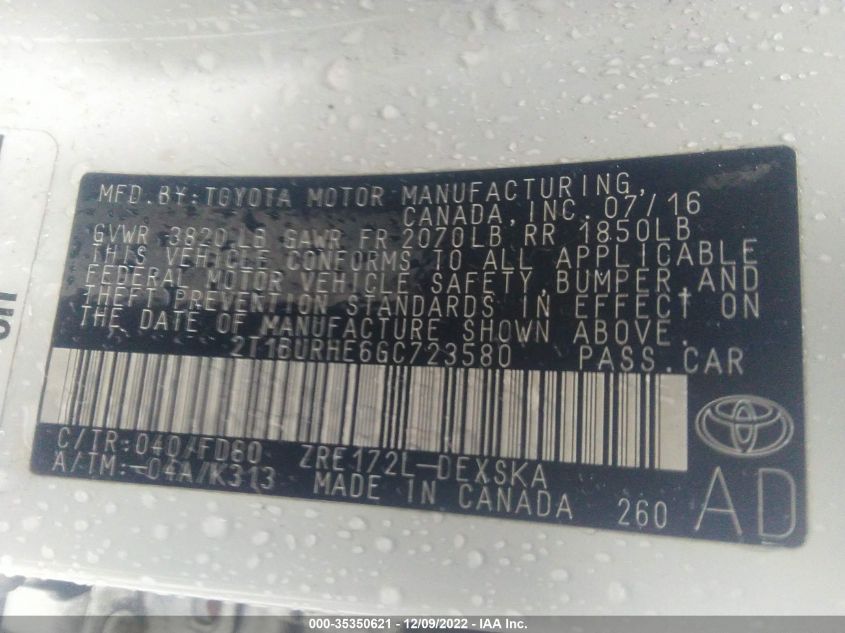 MFD. BY: TOYOTA MOTOR MANUFACTURING,
CANADA, INC. 07/16
GVWR 3820 LB GAWR FR 2070LB RR 1850LB
THIS VEHICLE CONFORMS TO ALL APPLICABLE
FEDERAL MOTOR VEHICLE SAFETY, BUMPER, AND
THEFT PREVENTION STANDARDS IN EFFECT ON
THE DATE OF MANUFACTURE SHOWN ABOVE.
2T1BURHE6GC723580 PASS.CAR
C/TR: 040/FD60 ZRE172L-DEXSKA
A/TM: -04A/K313 MADE IN CANADA 260 AD
000-35350621 - 12/09/2022 - IAA Inc.